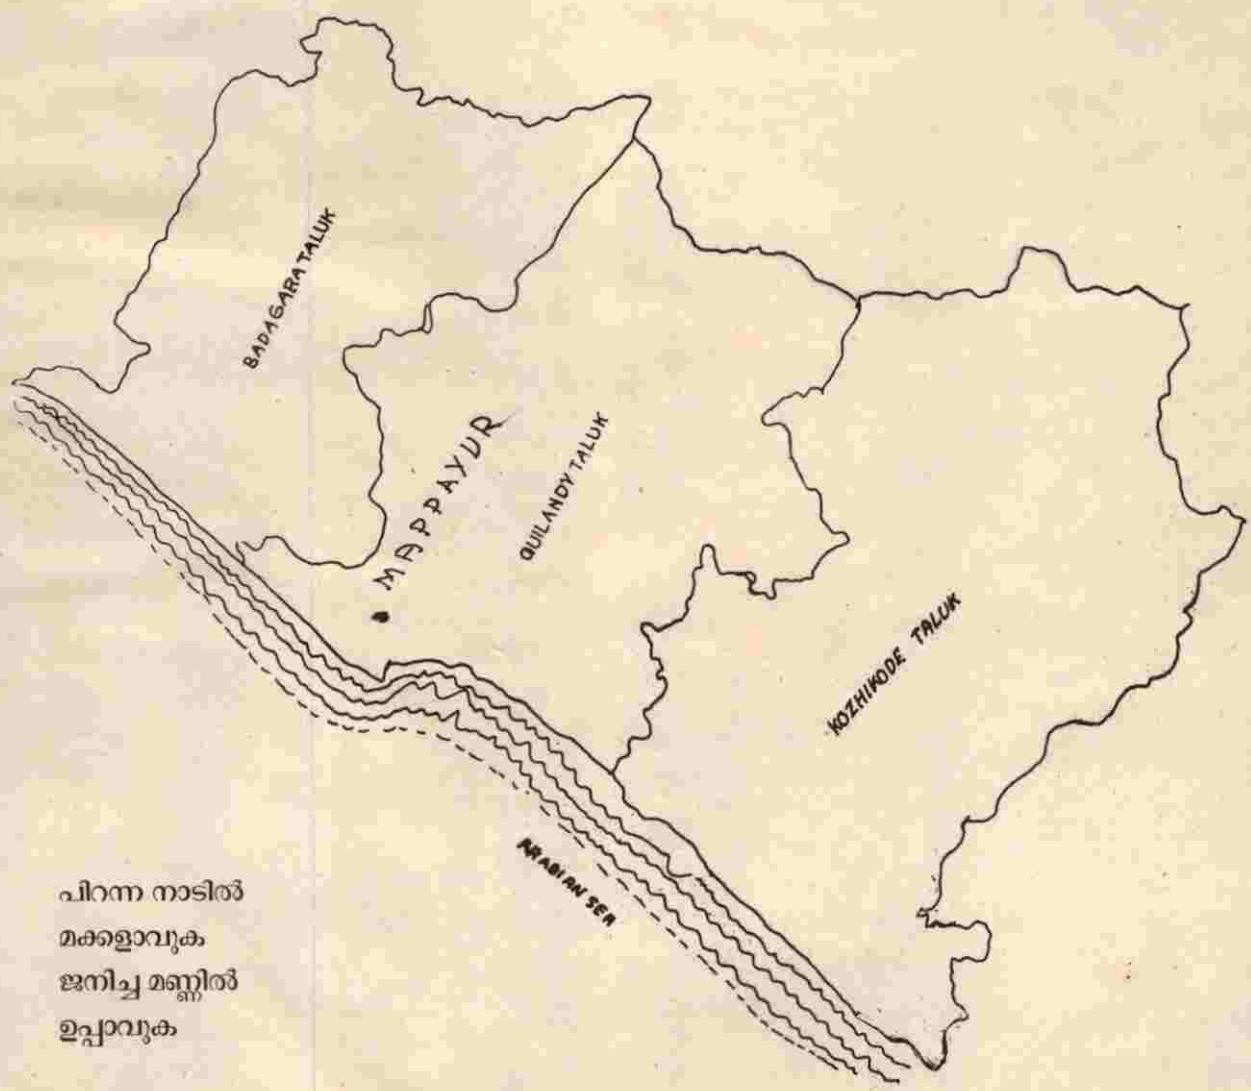 BADAGARA TALUK
MAPPAYUR
QUILANDY TALUK
KOZHIKODE TALUK
ARABIAN SEA
പിറന്ന നാടിൽ
മക്കളാവുക
ജനിച്ച മണ്ണിൽ
ഉപ്പാവുക